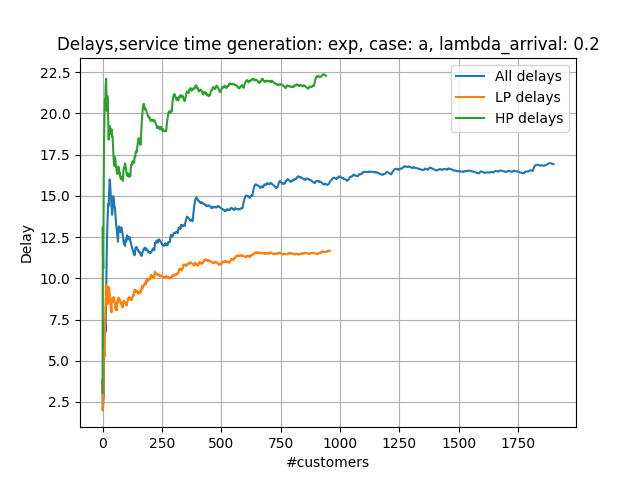 Delays,service time generation: exp, case: a, lambda_arrival: 0.2
All delays
LP delays
HP delays
22.5
20.0
17.5
15.0
12.5
10.0
7.5
5.0
2.5
Delay
0 250 500 750 1000 1250 1500 1750
#customers